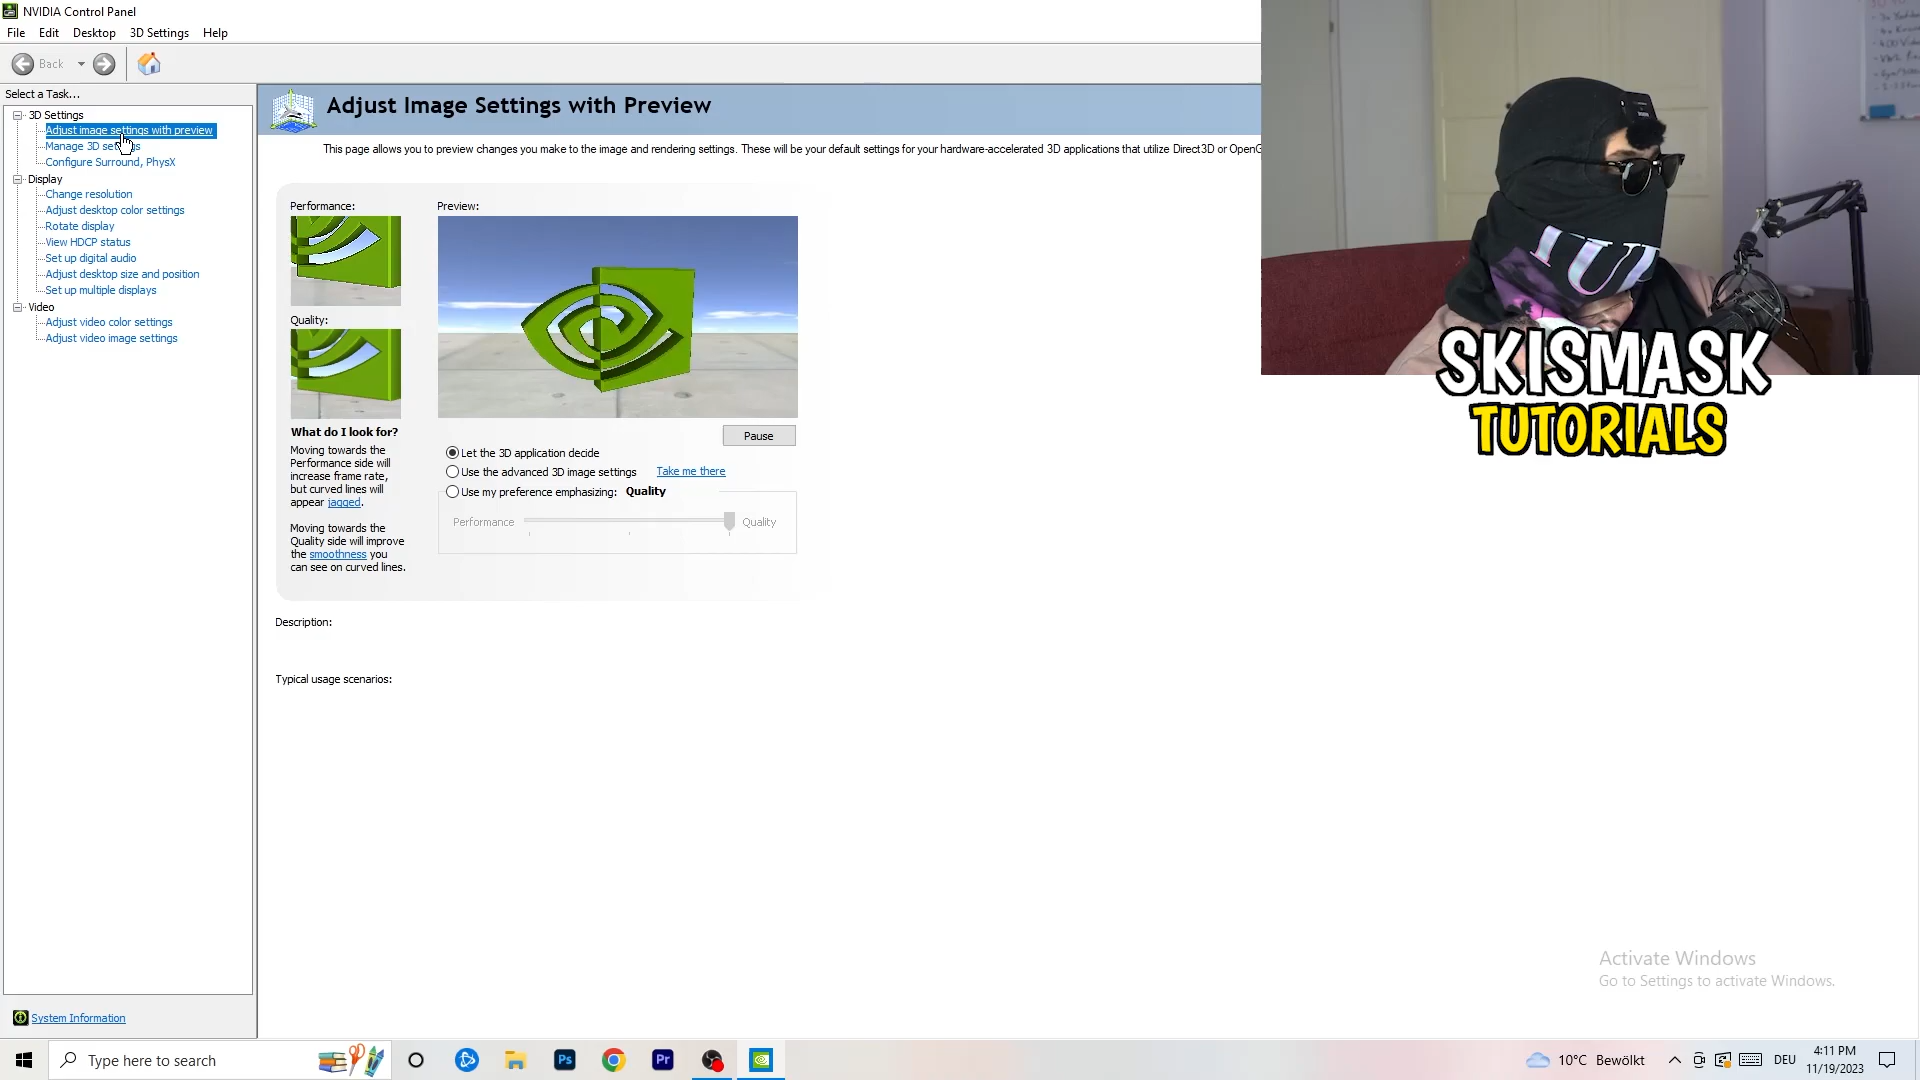 NVIDIA Control Panel
File Edit Desktop 3D Settings Help
Back
Select a Task...
3D Settings
Adjust image settings with preview
Manage 3D
Configure Surround, PhysX
Display
Change resolution
Adjust desktop color settings
Rotate display
View HDCP status
Set up digital audio
Adjust desktop size and position
Set up multiple displays
Video
Adjust video color settings
Adjust video image settings
System Information
Adjust Image Settings with Preview
This page allows you to preview changes you make to the image and rendering settings. These will be your default settings for your hardware-accelerated 3D applications that utilize Direct3D or
Performance:
Quality:
What do I look for?
Moving towards the
Performance side will
increase frame rate,
but curved lines will
appear jagged.
Moving towards the
Quality side will improve
the smoothness you
can see on curved lines.
Preview:
Pause
Let the 3D application decide
Use the advanced 3D image settings Take me there
Use my preference emphasizing: Quality
Performance Quality
Description:
Typical usage scenarios:
SKISMASK
TUTORIALS
Activate Windows
Go to Settings to activate Windows.
Type here to search
Ps
Pr
10°C Bewölkt
DEU
4:11 PM
11/19/2023